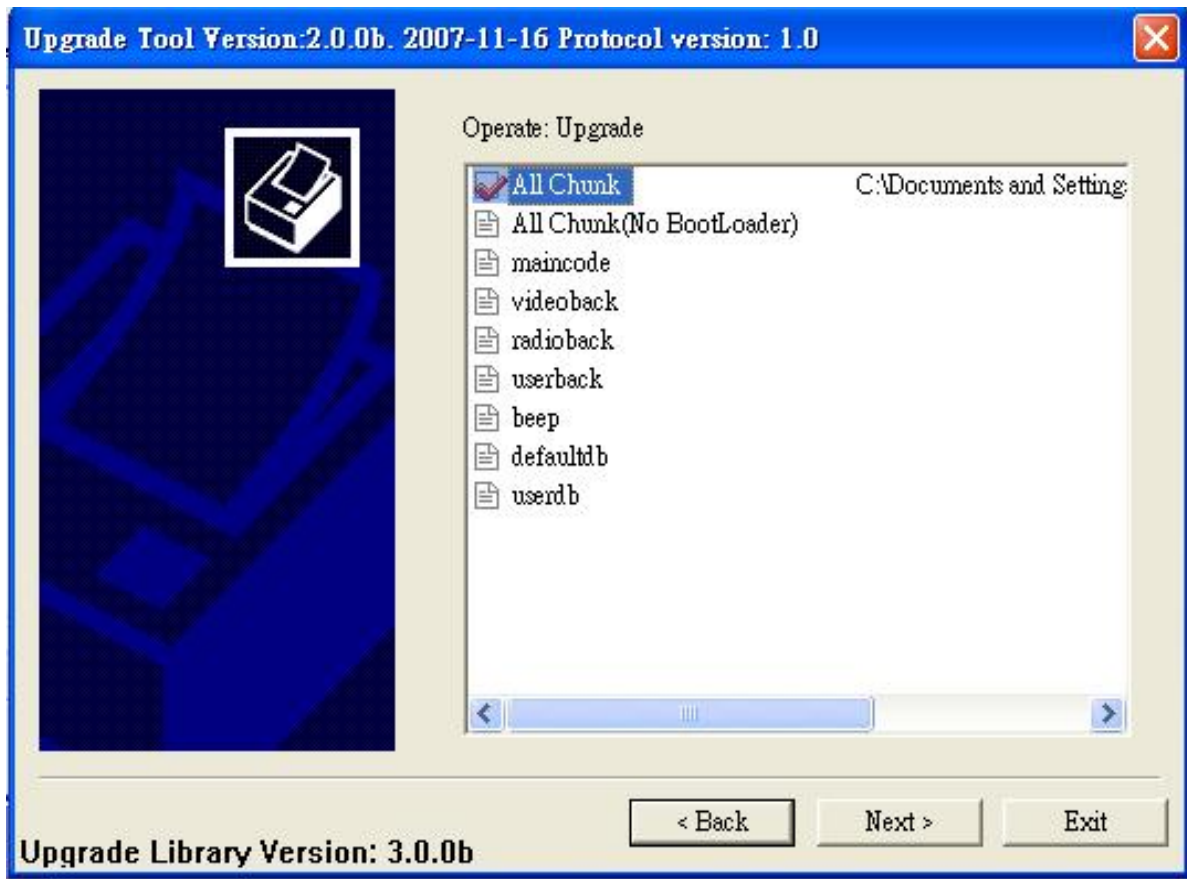 Upgrade Tool Version:2.0.0b. 2007-11-16 Protocol version: 1.0
Operate: Upgrade
All Chunk C:\Documents and Setting
All Chunk(No BootLoader)
maincode
videoback
radioback
userback
beep
defaultdb
userdb
< Back Next > Exit
Upgrade Library Version: 3.0.0b